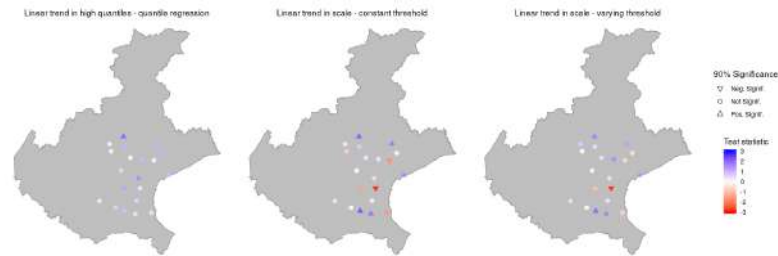 Linear trend in high quantiles - quantile regression
Linear trend in scale - constant threshold
Linear trend in scale - varying threshold
90% Significance
Neg. Signif.
Not Signif.
Pos. Signif.
Test statistic
3
2
1
0
-1
-2
-3